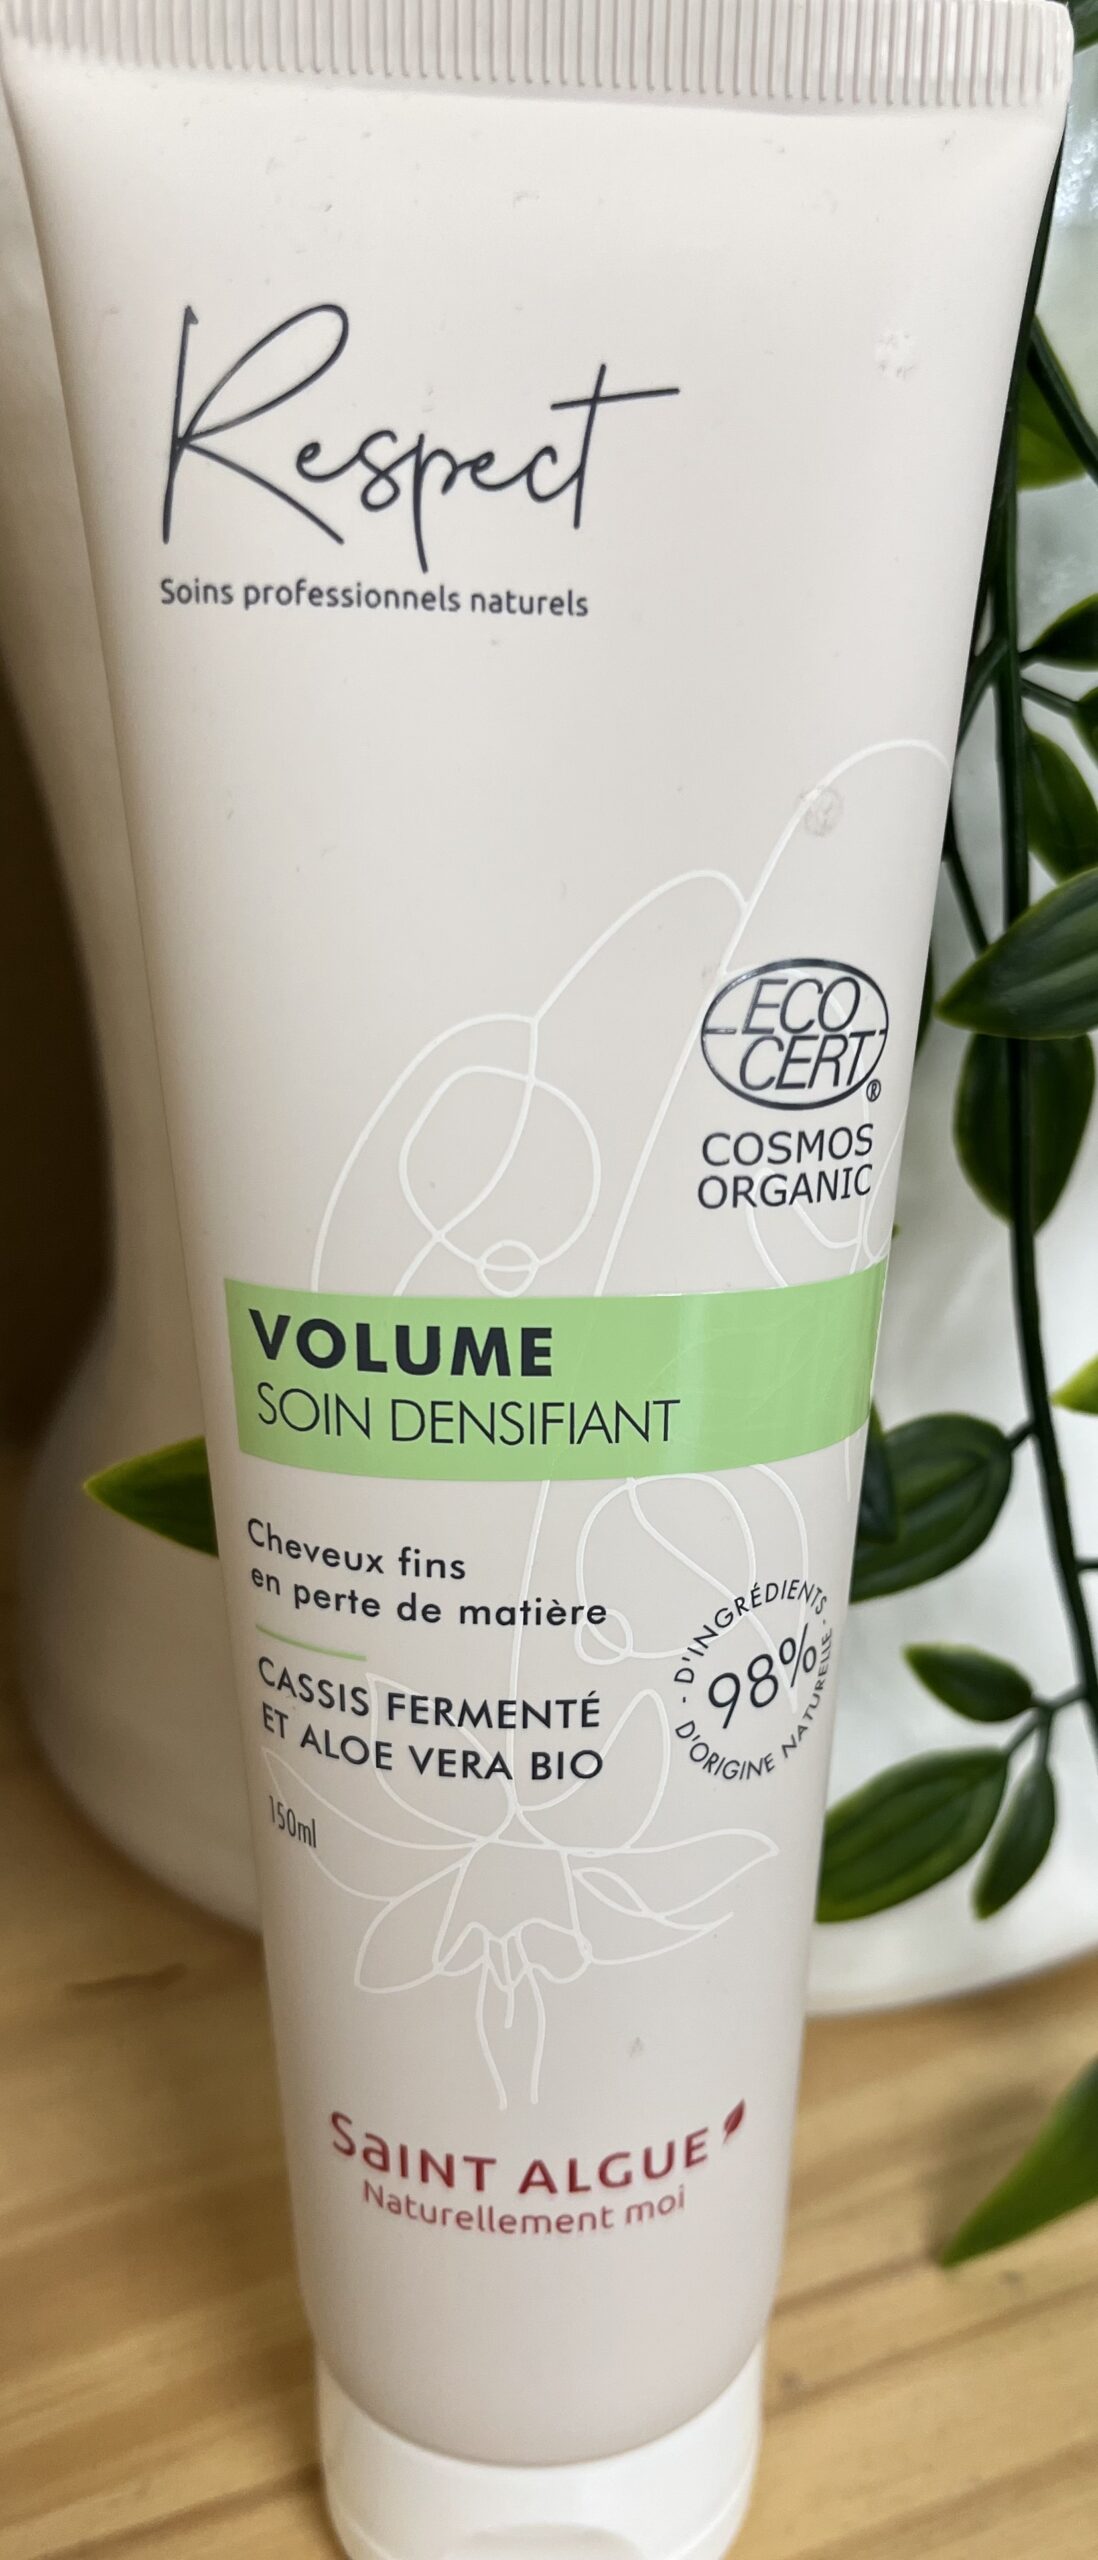 Respect
Soins professionnels naturels
ECO
CERT®
COSMOS
ORGANIC
VOLUME
SOIN DENSIFIANT
Cheveux fins
en perte de matière
CASSIS FERMENTÉ
ET ALOE VERA BIO
150ml
· D'INGRÉDIENTS ·
98%
D'ORIGINE NATURELLE
SaINT ALGUE
Naturellement moi